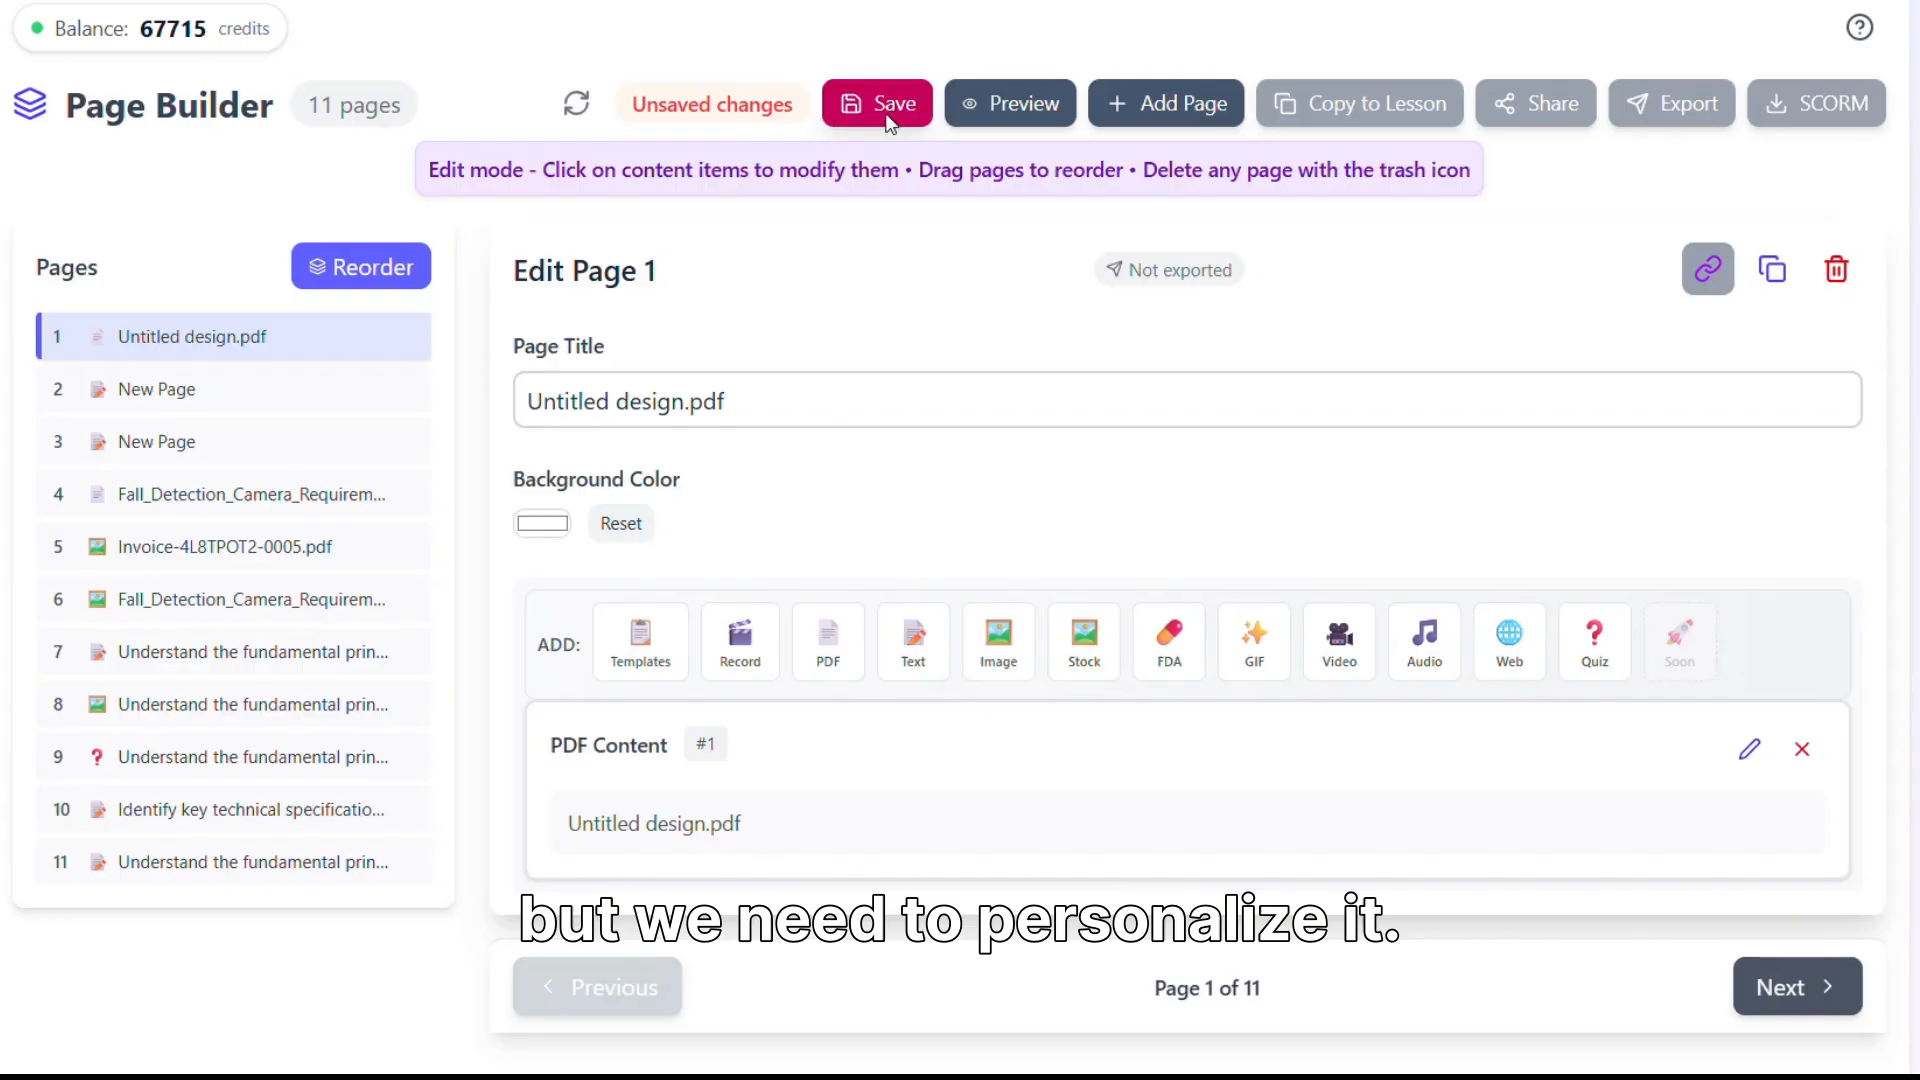 Balance: 67715 credits
Page Builder 11 pages
Unsaved changes
Save
Preview
+ Add Page
Copy to Lesson
Share
Export
SCORM
Edit mode - Click on content items to modify them • Drag pages to reorder • Delete any page with the trash icon
Pages
Reorder
1 Untitled design.pdf
2 New Page
3 New Page
4 Fall_Detection_Camera_Requirem...
5 Invoice-4L8TPOT2-0005.pdf
6 Fall_Detection_Camera_Requirem...
7 Understand the fundamental prin...
8 Understand the fundamental prin...
9 Understand the fundamental prin...
10 Identify key technical specificatio...
11 Understand the fundamental prin...
Edit Page 1
Not exported
Page Title
Untitled design.pdf
Background Color
Reset
ADD:
Templates
Record
PDF
Text
Image
Stock
FDA
GIF
Video
Audio
Web
Quiz
Soon
PDF Content #1
Untitled design.pdf
but we need to personalize it.
Previous
Page 1 of 11
Next